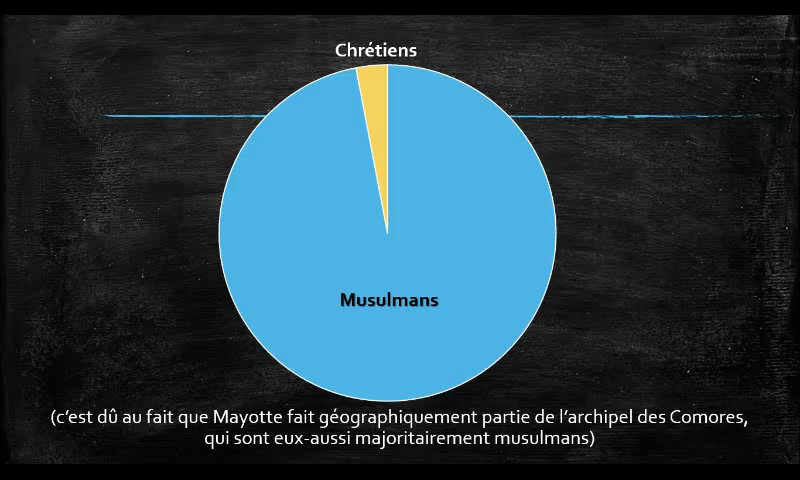 Chrétiens
Musulmans
(c'est dû au fait que Mayotte fait géographiquement partie de l'archipel des Comores,
qui sont eux-aussi majoritairement musulmans)